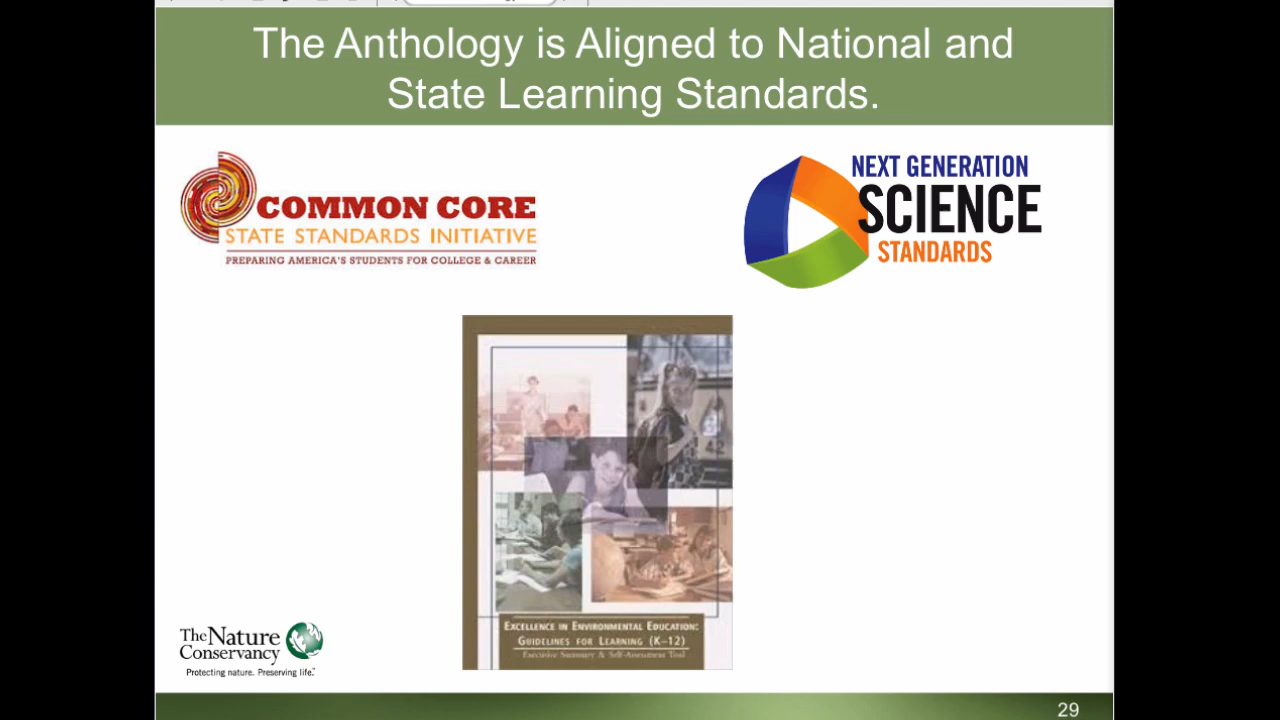 The Anthology is Aligned to National and
State Learning Standards.
COMMON CORE
STATE STANDARDS INITIATIVE
PREPARING AMERICA'S STUDENTS FOR COLLEGE & CAREER
NEXT GENERATION
SCIENCE
STANDARDS
42
EXCELLENCE IN ENVIRONMENTAL EDUCATION:
GUIDELINES FOR LEARNING (K–12)
Executive Summary & Self-Assessment Tool
The Nature
Conservancy
Protecting nature. Preserving life.™
29